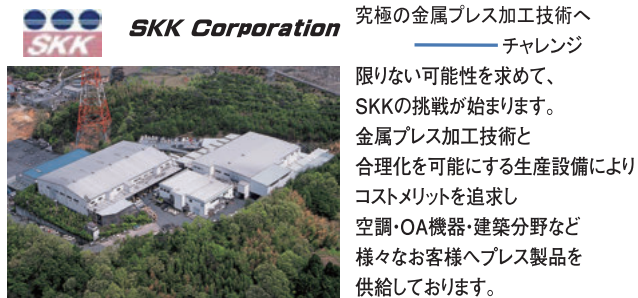 SKK
SKK Corporation
究極の金属プレス加工技術へ
チャレンジ
限りない可能性を求めて、
SKKの挑戦が始まります。
金属プレス加工技術と
合理化を可能にする生産設備により
コストメリットを追求し
空調・OA機器・建築分野など
様々なお客様へプレス製品を
供給しております。